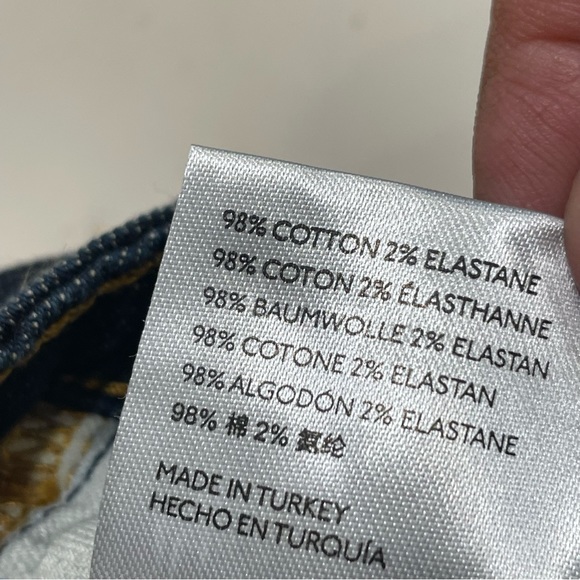 98% COTTON 2% ELASTANE
98% COTON 2% ÉLASTHANNE
98% BAUMWOLLE 2% ELASTAN
98% COTONE 2% ELASTAN
98% ALGODÓN 2% ELASTANE
98% 棉 2% 氨纶
MADE IN TURKEY
HECHO EN TURQUÍA